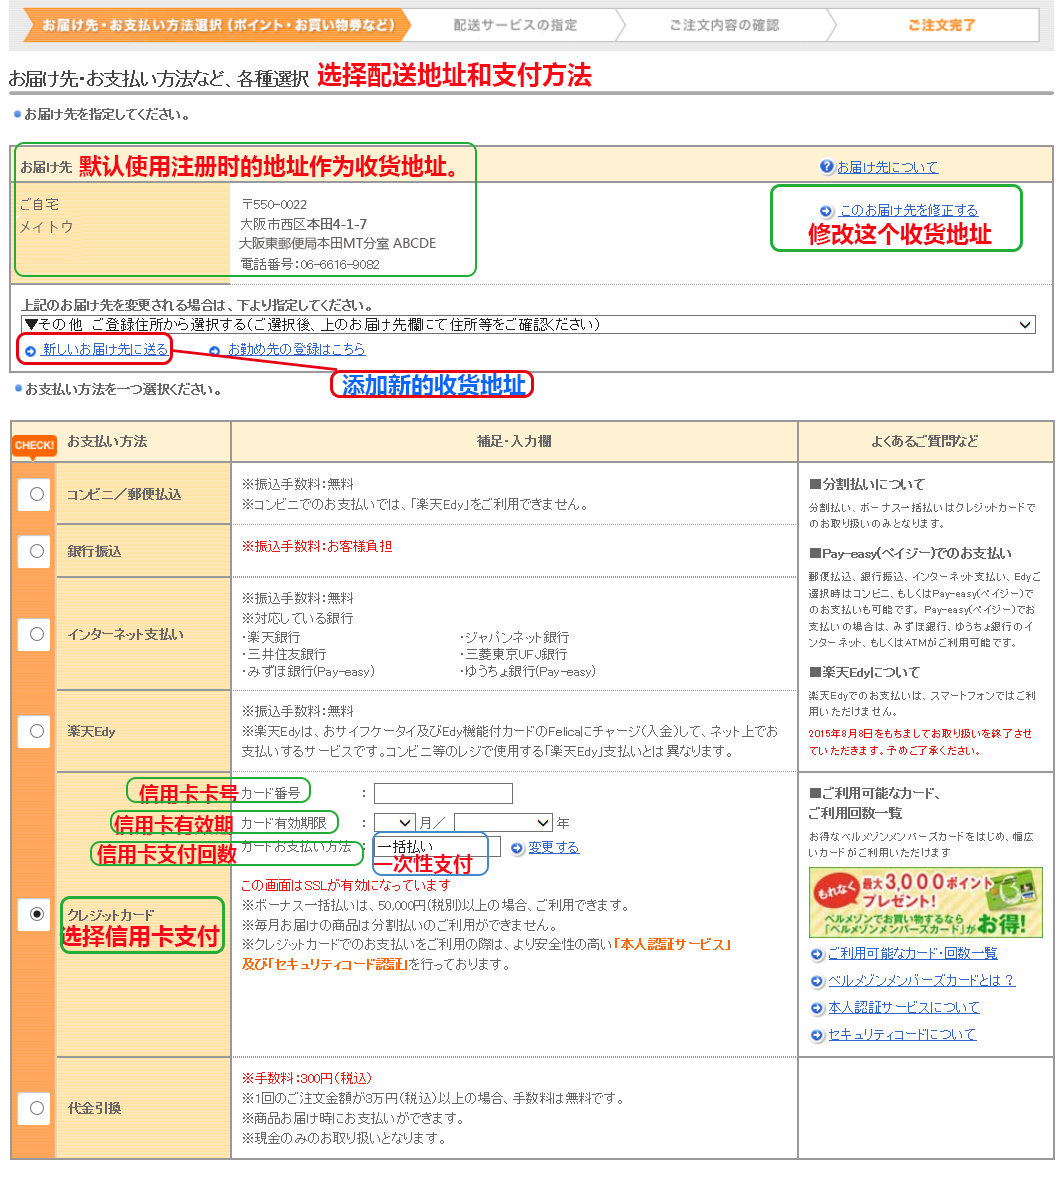 お届け先・お支払い方法選択（ポイント・お買い物券など）
配送サービスの指定
ご注文内容の確認
ご注文完了
お届け先・お支払い方法など、各種選択 选择配送地址和支付方法
お届け先を指定してください。
お届け先 默认使用注册时的地址作为收货地址。
お届け先について
ご自宅
メイトウ
〒550-0022
大阪市西区本田4-1-7
大阪東郵便局本田MT分室 ABCDE
電話番号：06-6616-9082
このお届け先を修正する
修改这个收货地址
上記のお届け先を変更される場合は、下より指定してください。
▼その他 ご登録住所から選択する(ご選択後、上のお届け先欄にて住所等をご確認ください)
新しいお届け先に送る
お勤め先の登録はこちら
添加新的收货地址
お支払い方法を一つ選択ください。
CHECK!
お支払い方法
補足・入力欄
よくあるご質問など
コンビニ／郵便払込
※振込手数料：無料
※コンビニでのお支払いでは、「楽天Edy」をご利用できません。
銀行振込
※振込手数料：お客様負担
インターネット支払い
※振込手数料：無料
※対応している銀行
・楽天銀行
・ジャパンネット銀行
・三井住友銀行
・三菱東京UFJ銀行
・みずほ銀行(Pay-easy)
・ゆうちょ銀行(Pay-easy)
楽天Edy
※振込手数料：無料
※楽天Edyは、おサイフケータイ及びEdy機能付カードのFelicaにチャージ(入金)して、ネット上でお
支払いするサービスです。コンビニ等のレジで使用する「楽天Edy」支払いとは異なります。
■分割払いについて
分割払い、ボーナス一括払いはクレジットカードで
のお取り扱いのみとなります。
■Pay-easy(ペイジー)でのお支払い
郵便払込、銀行振込、インターネット支払い、Edyご
選択時はコンビニ、もしくはPay-easy(ペイジー)で
のお支払いも可能です。Pay-easy(ペイジー)でお
支払いの場合は、みずほ銀行、ゆうちょ銀行のイ
ンターネット、もしくはATMがご利用可能です。
■楽天Edyについて
楽天Edyでのお支払いは、スマートフォンではご利
用いただけません。
2015年8月8日をもちましてお取り扱いを終了させ
ていただきます。予めご了承ください。
クレジットカード
选择信用卡支付
信用卡卡号
カード番号 ：
信用卡有效期
カード有効期限 ： 月／ 年
信用卡支付回数
カードお支払い方法 ： 一括払い 変更する
一次性支付
この画面はSSLが有効になっています
※ボーナス一括払いは、50,000円(税別)以上の場合、ご利用できます。
※毎月お届けの商品は分割払いのご利用ができません。
※クレジットカードでのお支払いをご利用の際は、より安全性の高い「本人認証サービス」
及び「セキュリティコード認証」を行っております。
■ご利用可能なカード、
ご利用回数一覧
お得なベルメゾンメンバーズカードをはじめ、幅広
いカードがご利用いただけます
もれなく
最大3,000ポイント
プレゼント!
ベルメゾンでお買い物するなら
「ベルメゾンメンバーズカード」が
お得!
ご利用可能なカード・回数一覧
ベルメゾンメンバーズカードとは？
本人認証サービスについて
セキュリティコードについて
代金引換
※手数料：300円(税込)
※1回のご注文金額が3万円(税込)以上の場合、手数料は無料です。
※商品お届け時にお支払いができます。
※現金のみのお取り扱いとなります。